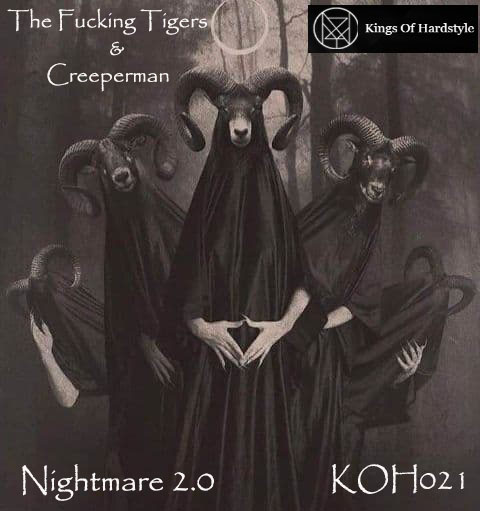 The Fucking Tigers
&
Creeperman
Kings Of Hardstyle
Nightmare 2.0
KOH021